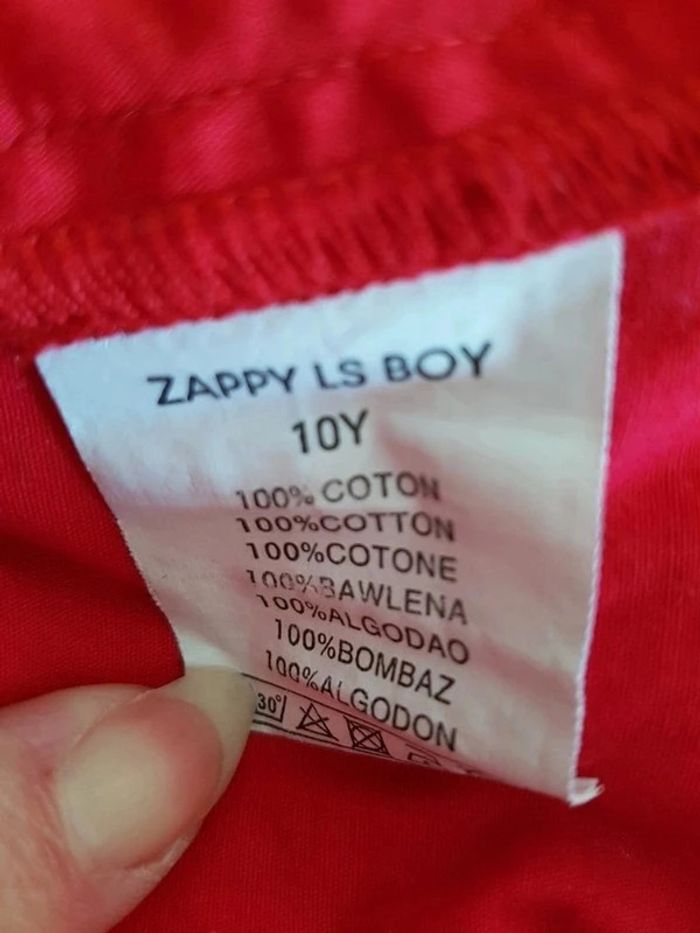 ZAPPY LS BOY
10Y
100% COTON
100%COTTON
100%COTONE
100%BAWLENA
100%ALGODAO
100%BOMBAZ
100%ALGODON
30°